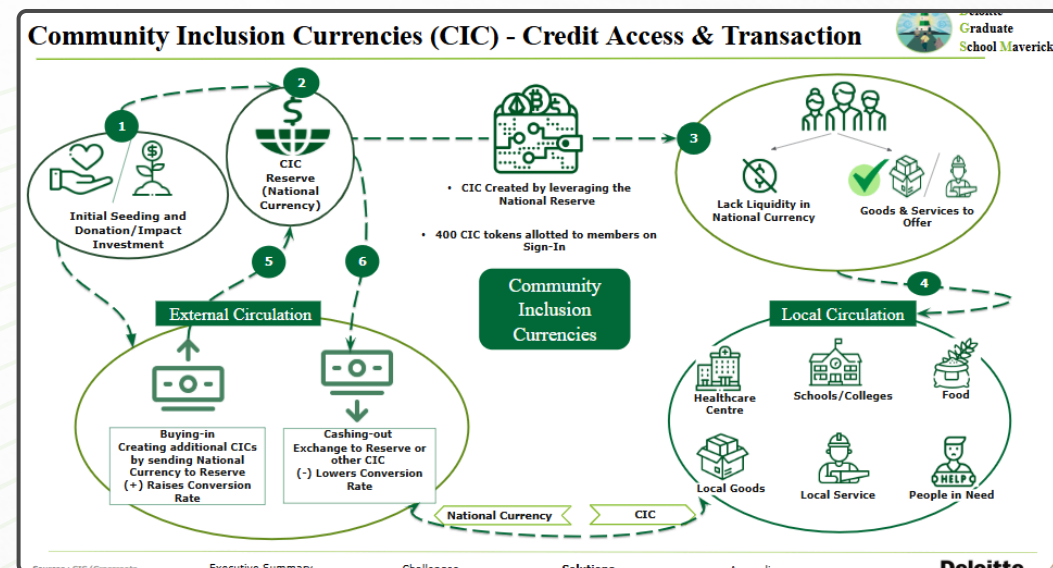 Community Inclusion Currencies (CIC) - Credit Access & Transaction
Deloitte
Graduate
School Maverick
1
2
3
4
5
6
Initial Seeding and
Donation/Impact
Investment
$
CIC
Reserve
(National
Currency)
• CIC Created by leveraging the
National Reserve
• 400 CIC tokens allotted to members on
Sign-In
Lack Liquidity in
National Currency
Goods & Services to
Offer
Community
Inclusion
Currencies
External Circulation
Buying-in
Creating additional CICs
by sending National
Currency to Reserve
(+) Raises Conversion
Rate
Cashing-out
Exchange to Reserve or
other CIC
(-) Lowers Conversion
Rate
Local Circulation
Healthcare
Centre
Schools/Colleges
Food
Local Goods
Local Service
HELP
People in Need
National Currency
CIC
Executive Summary
Challenges
Solutions
Deloitte